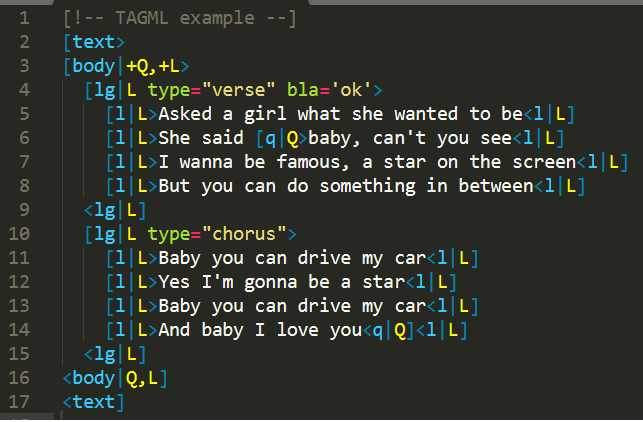 1 [!-- TAGML example --]
2 [text>
3 [body|+Q,+L>
4 [lg|L type="verse" bla='ok'>
5 [l|L>Asked a girl what she wanted to be<l|L]
6 [l|L>She said [q|Q>baby, can't you see<l|L]
7 [l|L>I wanna be famous, a star on the screen<l|L]
8 [l|L>But you can do something in between<l|L]
9 <lg|L]
10 [lg|L type="chorus">
11 [l|L>Baby you can drive my car<l|L]
12 [l|L>Yes I'm gonna be a star<l|L]
13 [l|L>Baby you can drive my car<l|L]
14 [l|L>And baby I love you<q|Q]<l|L]
15 <lg|L]
16 <body|Q,L]
17 <text]